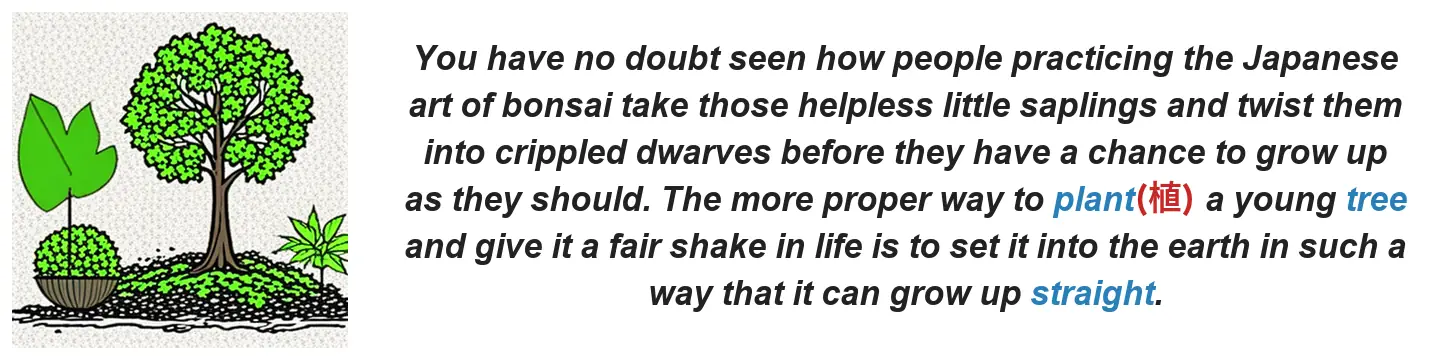 You have no doubt seen how people practicing the Japanese
art of bonsai take those helpless little saplings and twist them
into crippled dwarves before they have a chance to grow up
as they should. The more proper way to plant(植) a young tree
and give it a fair shake in life is to set it into the earth in such a
way that it can grow up straight.